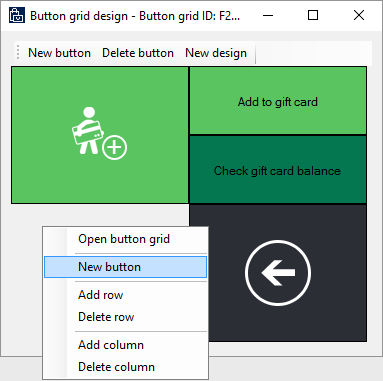 Button grid design - Button grid ID: F2...
New button Delete button New design
Add to gift card
Check gift card balance
Open button grid
New button
Add row
Delete row
Add column
Delete column